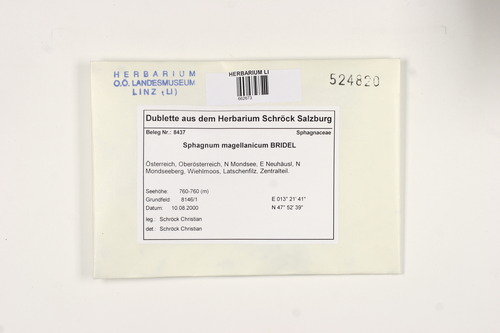 HERBARIUM
O.Ö. LANDESMUSEUM
LINZ (LI)
HERBARIUM LI
524820
Dublette aus dem Herbarium Schröck Salzburg
Beleg Nr.: 8437 Sphagnaceae
Sphagnum magellanicum BRIDEL
Österreich, Oberösterreich, N Mondsee, E Neuhäusl, N
Mondseeberg, Wiehlmoos, Latschenfilz, Zentralteil.
Seehöhe: 760-760 (m)
Grundfeld: 8146/1 E 013° 21' 41"
Datum: 10.08.2000 N 47° 52' 39"
leg : Schröck Christian
det : Schröck Christian